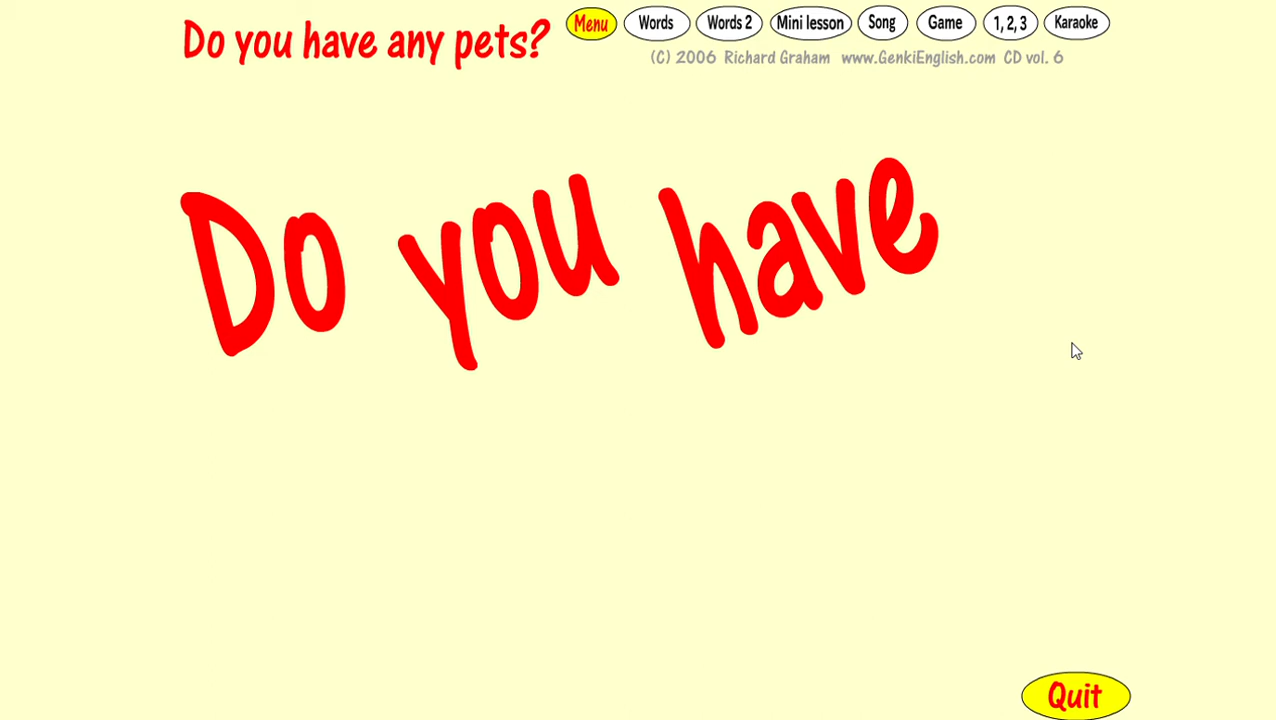 Do you have any pets?
Menu Words Words 2 Mini lesson Song Game 1, 2, 3 Karaoke
(C) 2006 Richard Graham www.GenkiEnglish.com CD vol. 6
Do you have
Quit